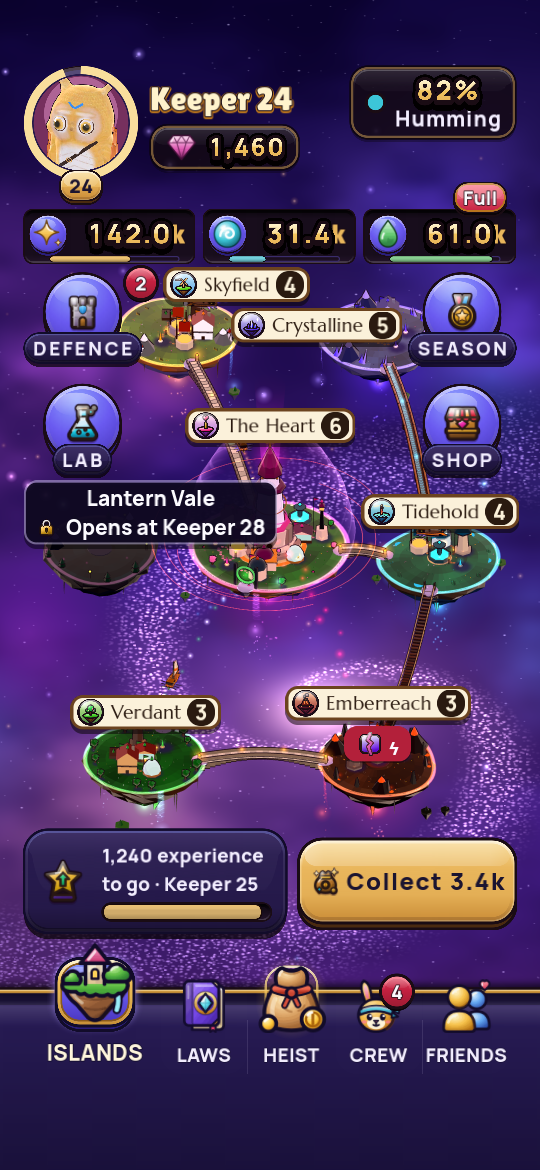 Keeper 24
1,460
82%
Humming
24
Full
142.0k
31.4k
61.0k
2
Skyfield 4
Crystalline 5
DEFENCE
SEASON
The Heart 6
LAB
SHOP
Lantern Vale
Opens at Keeper 28
Tidehold 4
Verdant 3
Emberreach 3
1,240 experience
to go · Keeper 25
Collect 3.4k
4
ISLANDS
LAWS
HEIST
CREW
FRIENDS